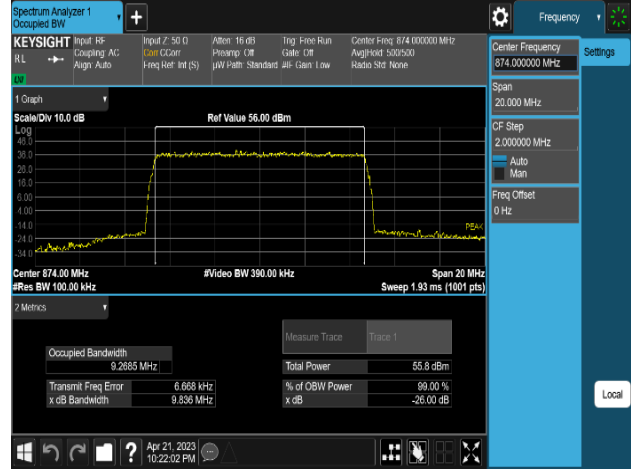 Spectrum Analyzer 1
Occupied BW
Frequency
KEYSIGHT
RL
Input: RF
Coupling: AC
Align: Auto
Input Z: 50 Ω
Corr CCorr
Freq Ref: Int (S)
Atten: 16 dB
Preamp: Off
µW Path: Standard
Trig: Free Run
Gate: Off
#IF Gain: Low
Center Freq: 874.000000 MHz
Avg|Hold: 500/500
Radio Std: None
Center Frequency
874.000000 MHz
Settings
Span
20.000 MHz
CF Step
2.000000 MHz
Auto
Man
Freq Offset
0 Hz
1 Graph
Scale/Div 10.0 dB
Ref Value 56.00 dBm
Log
46.0
36.0
26.0
16.0
6.00
-4.00
-14.0
-24.0
-34.0
PEAK
Center 874.00 MHz
#Video BW 390.00 kHz
Span 20 MHz
#Res BW 100.00 kHz
Sweep 1.93 ms (1001 pts)
2 Metrics
Measure Trace
Trace 1
Occupied Bandwidth
9.2685 MHz
Total Power
55.8 dBm
Transmit Freq Error
6.668 kHz
% of OBW Power
99.00 %
x dB Bandwidth
9.836 MHz
x dB
-26.00 dB
Local
Apr 21, 2023
10:22:02 PM